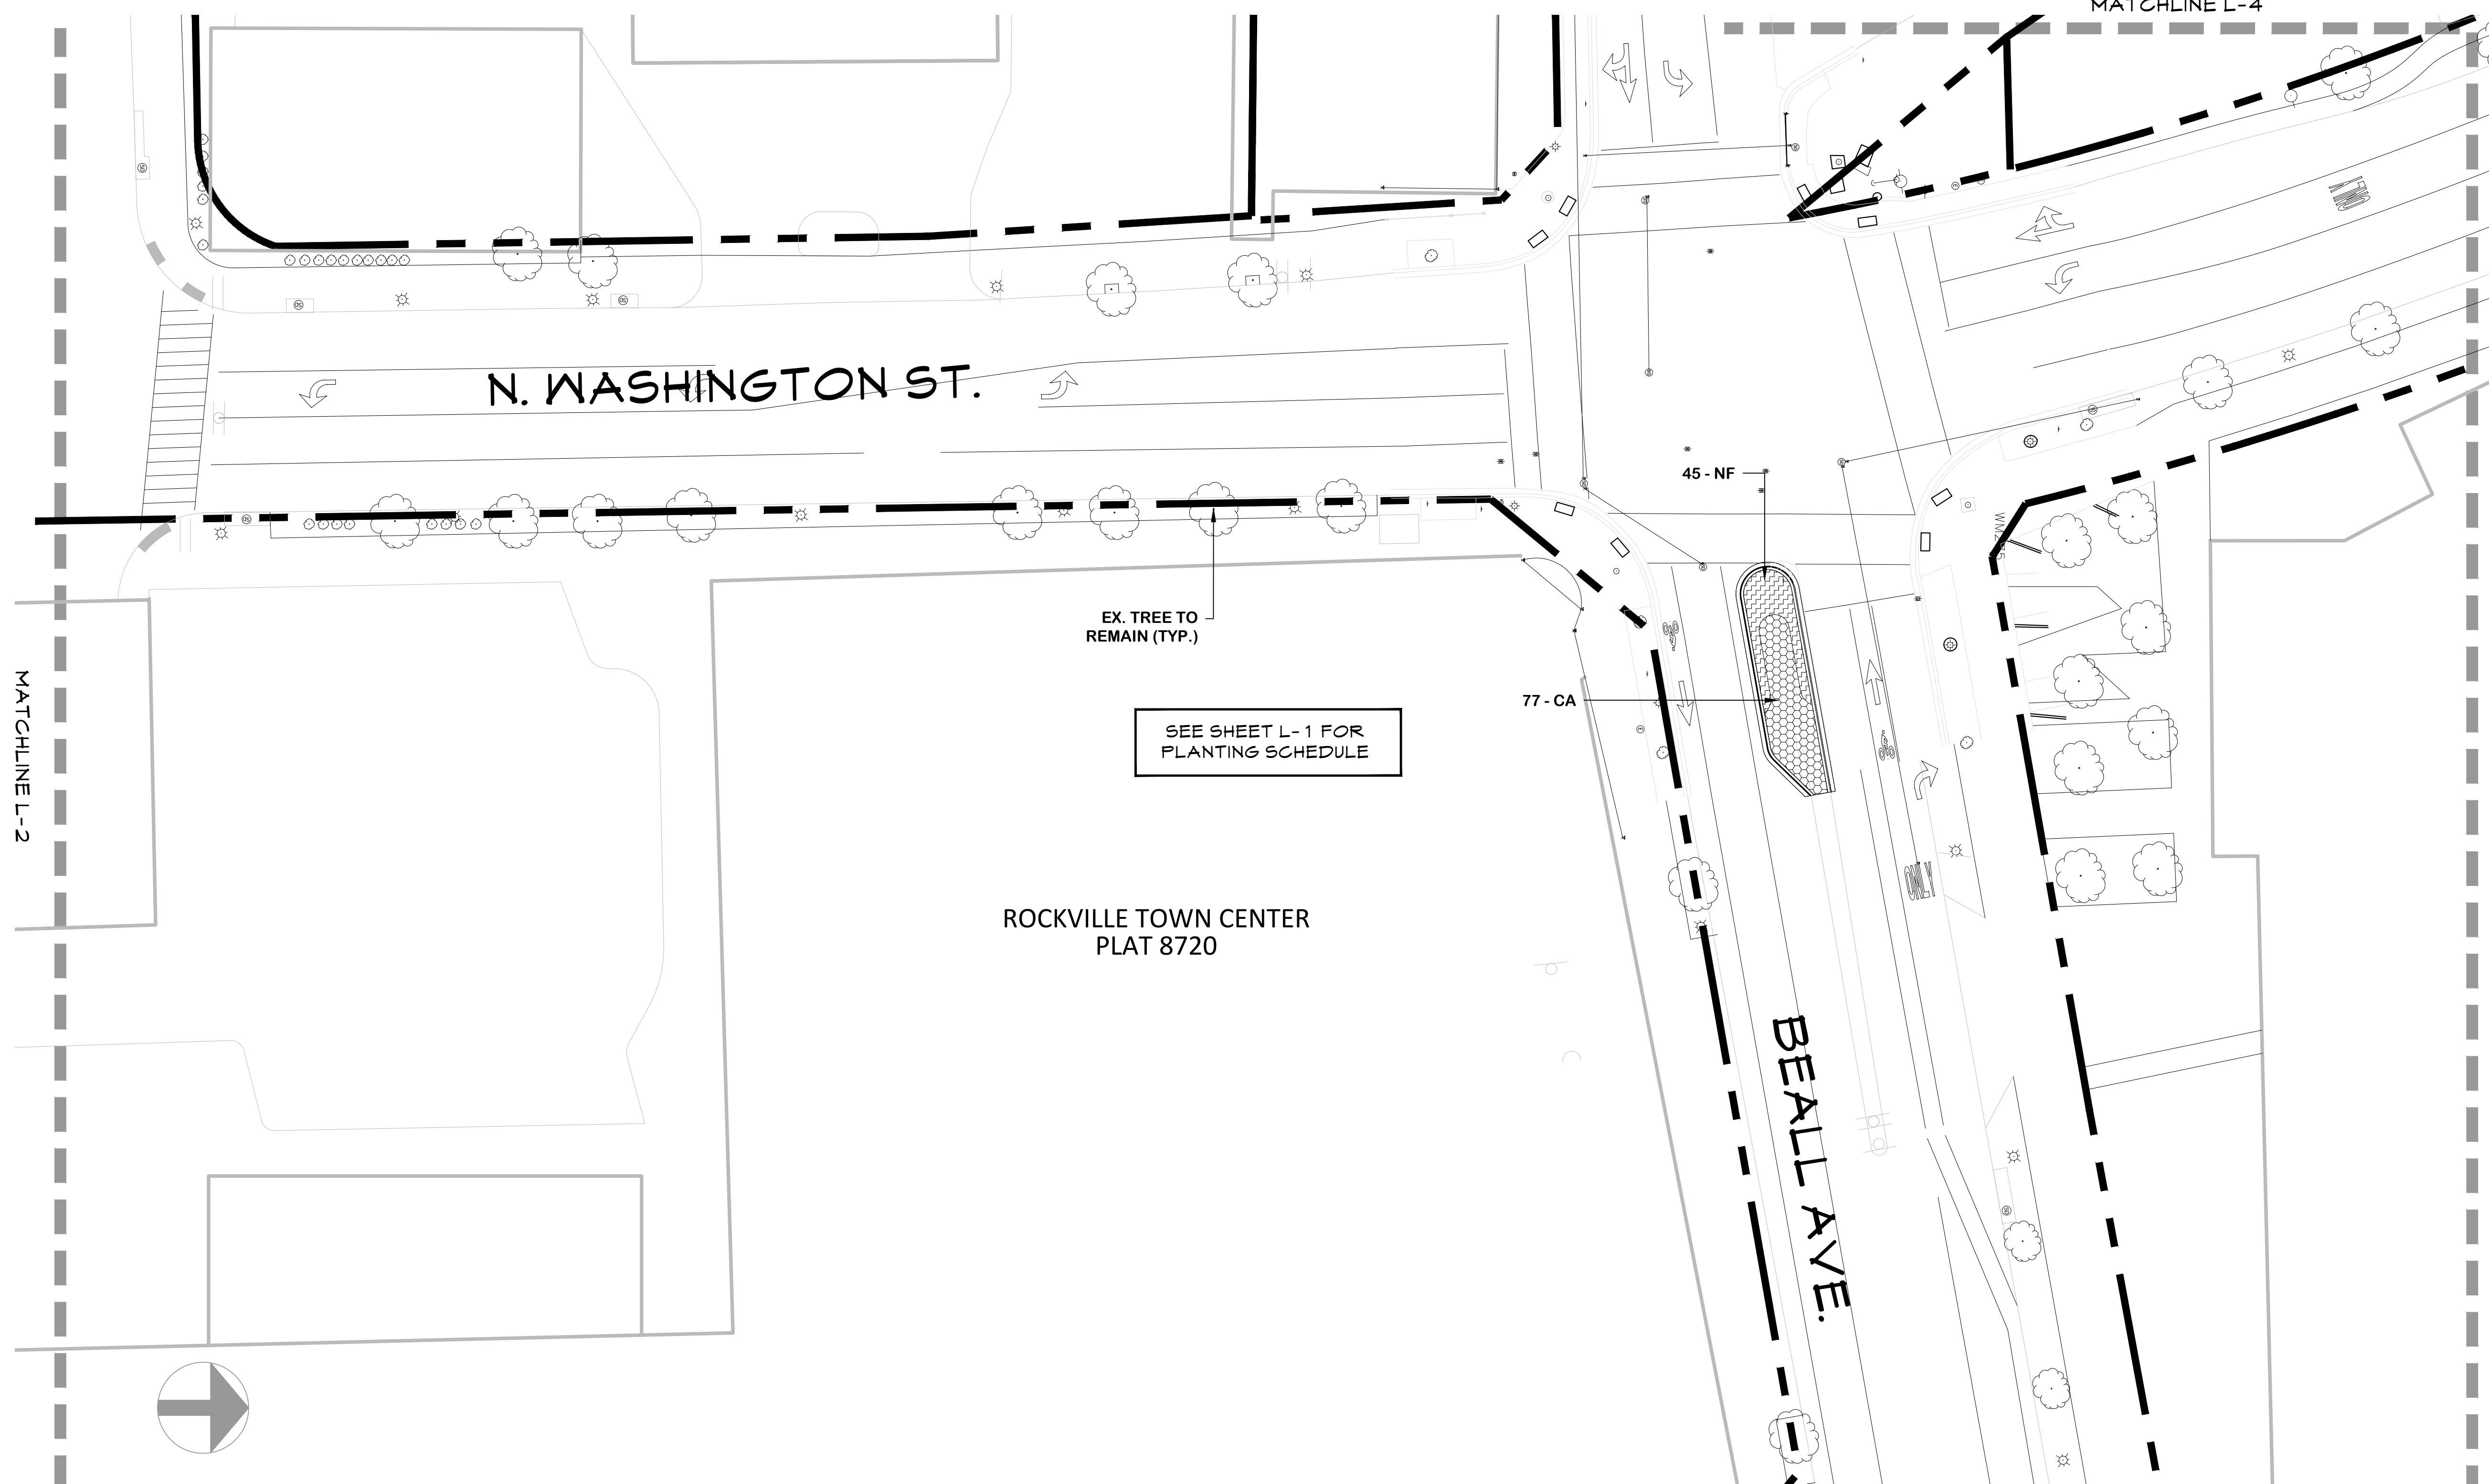 MATCHLINE L-4
ONLY
N. WASHINGTON ST.
45 - NF
EX. TREE TO
REMAIN (TYP.)
77 - CA
SEE SHEET L-1 FOR
PLANTING SCHEDULE
MATCHLINE L-2
ONLY
ROCKVILLE TOWN CENTER
PLAT 8720
BEALL AVE.